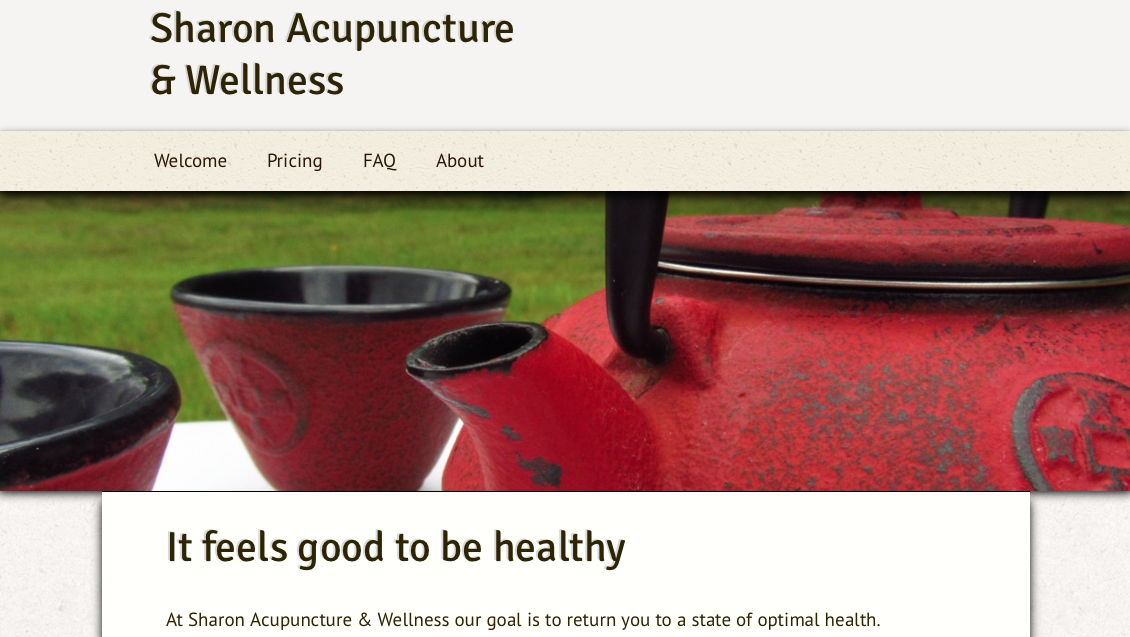 Sharon Acupuncture
& Wellness
Welcome Pricing FAQ About
It feels good to be healthy
At Sharon Acupuncture & Wellness our goal is to return you to a state of optimal health.